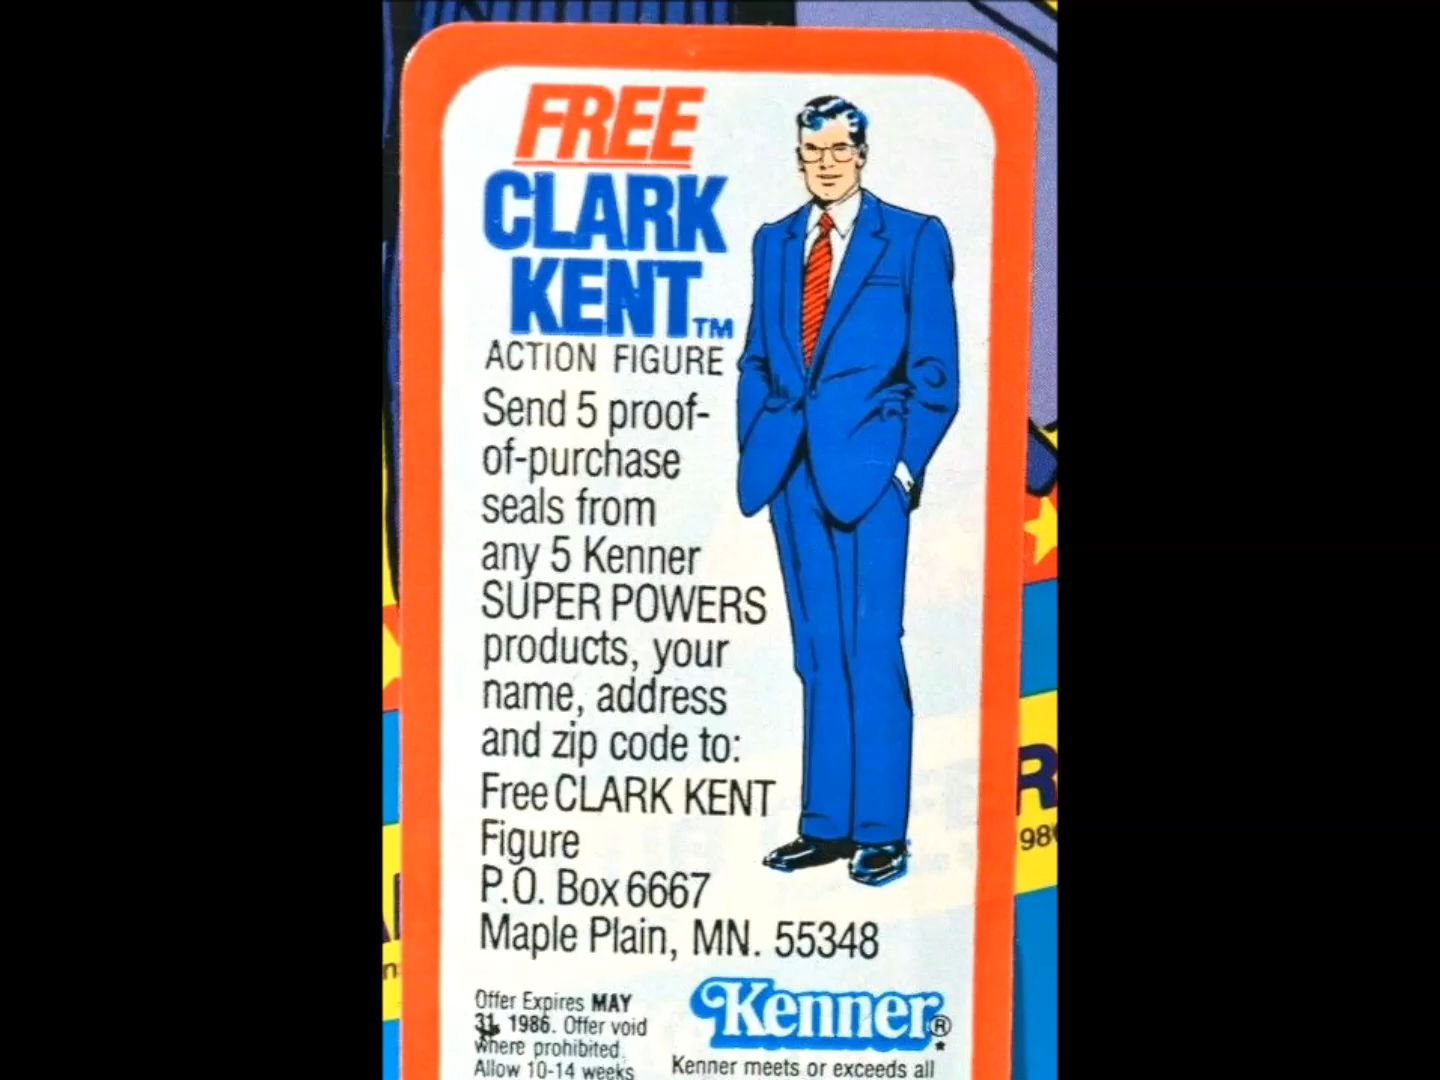 FREE
CLARK
KENT™
ACTION FIGURE
Send 5 proof-
of-purchase
seals from
any 5 Kenner
SUPER POWERS
products, your
name, address
and zip code to:
Free CLARK KENT
Figure
P.O. Box 6667
Maple Plain, MN. 55348
Offer Expires MAY
31, 1986. Offer void
where prohibited.
Allow 10-14 weeks
Kenner®
*
Kenner meets or exceeds all
R
98